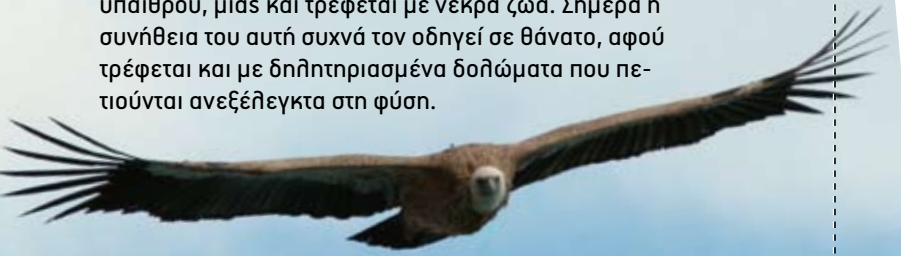 υπαίθρου, μιας και τρέφεται με νεκρά ζώα. Σήμερα η
συνήθεια του αυτή συχνά τον οδηγεί σε θάνατο, αφού
τρέφεται και με δηλητηριασμένα δολώματα που πε-
τιούνται ανεξέλεγκτα στη φύση.